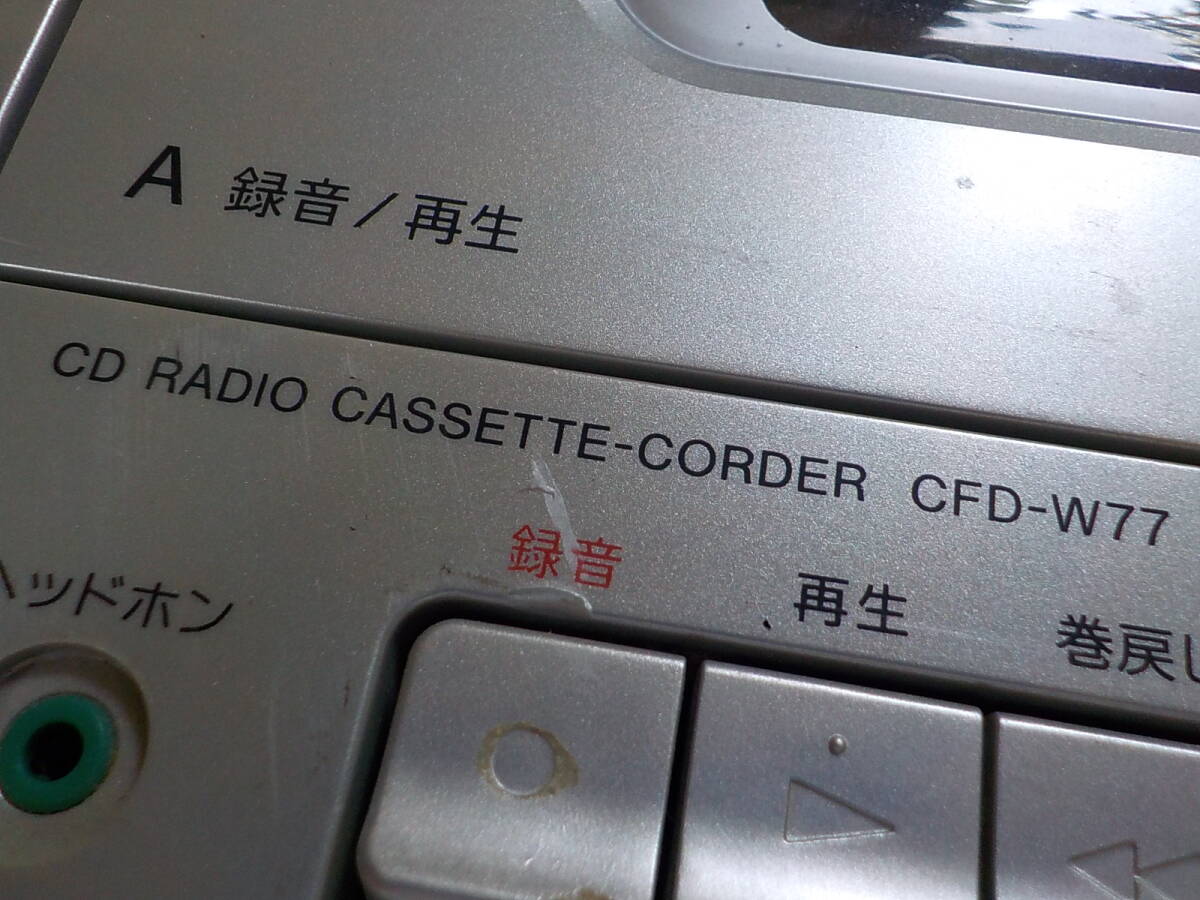 A 録音/再生
CD RADIO CASSETTE-CORDER CFD-W77
録音 再生 巻戻し
ヘッドホン